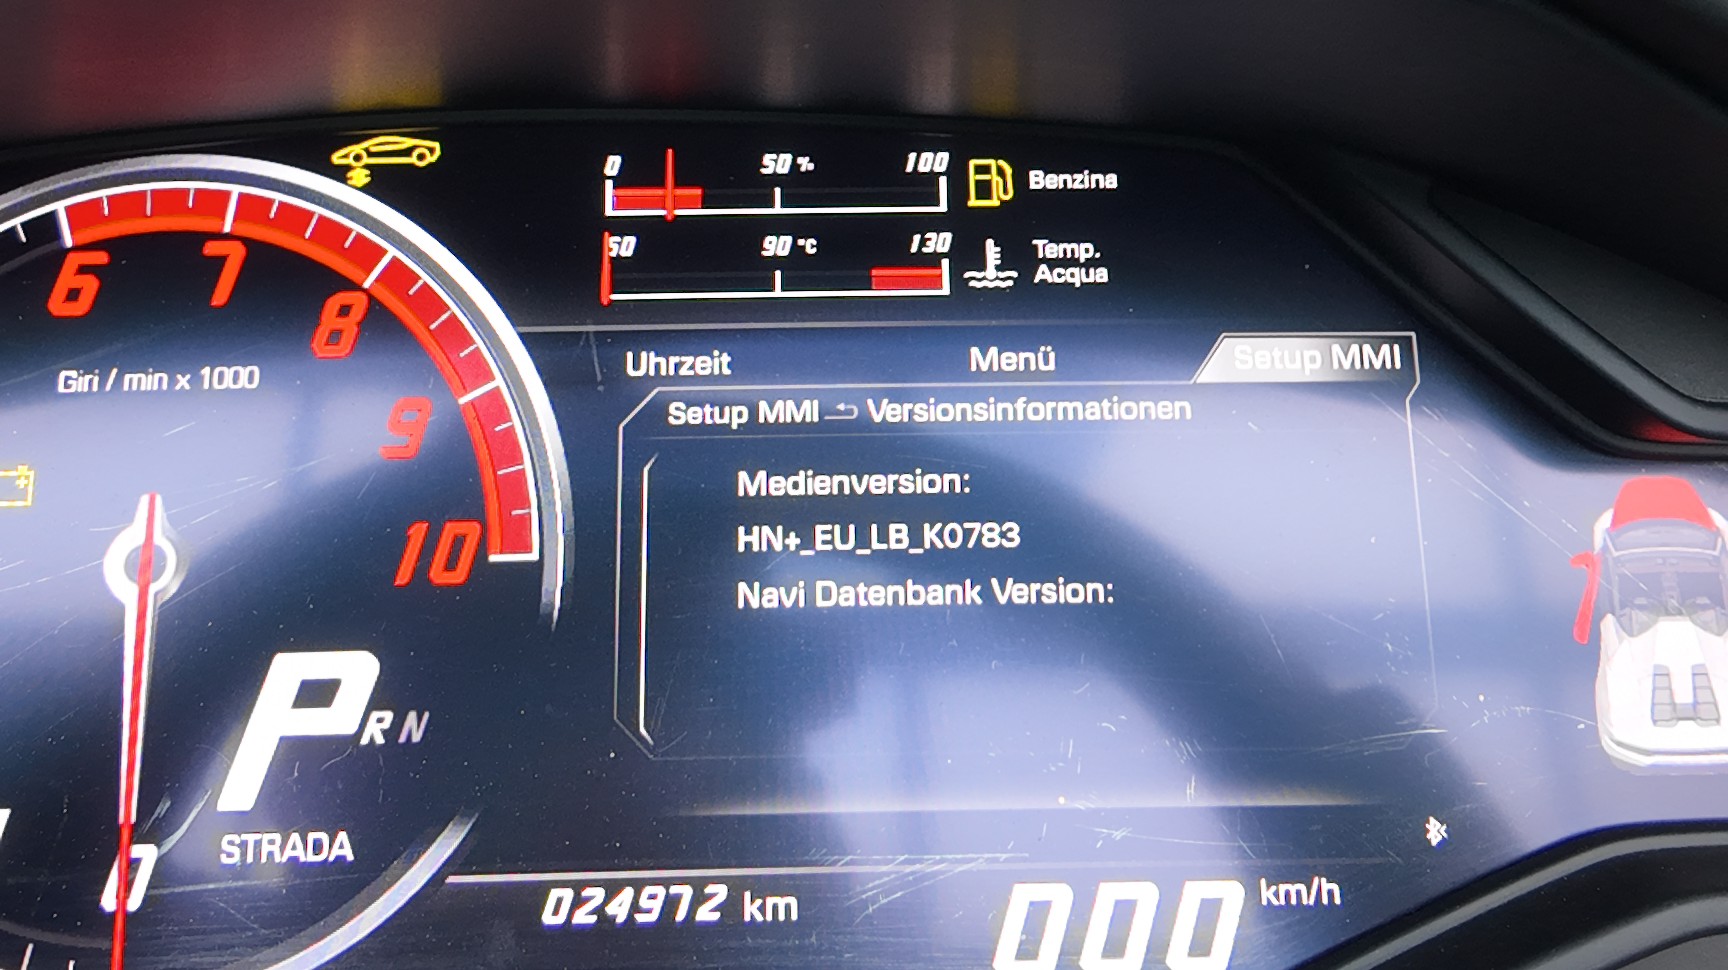 0 50 % 100 Benzina
50 90 °C 130 Temp.
Acqua
6 7 8 9 10
Giri / min x 1000
Uhrzeit Menü Setup MMI
Setup MMI Versionsinformationen
Medienversion:
HN+_EU_LB_K0783
Navi Datenbank Version:
P R N
STRADA
0
024972 km
000 km/h